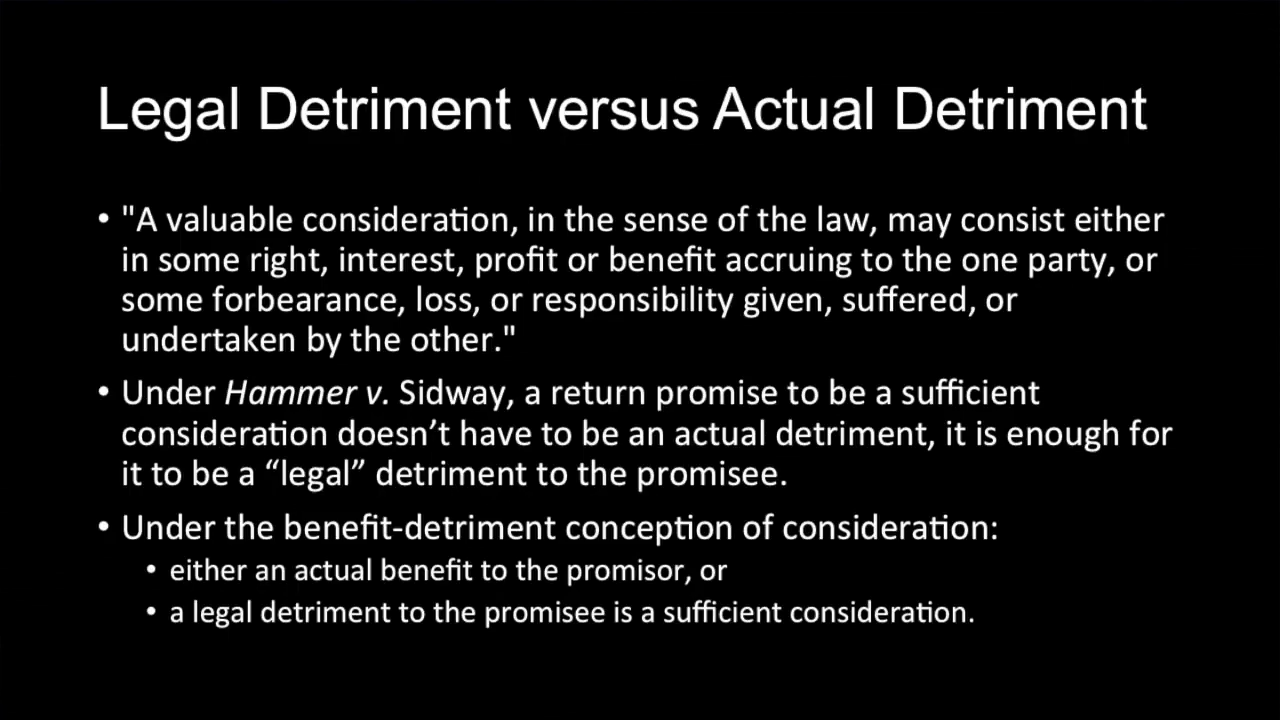 Legal Detriment versus Actual Detriment
• "A valuable consideration, in the sense of the law, may consist either
in some right, interest, profit or benefit accruing to the one party, or
some forbearance, loss, or responsibility given, suffered, or
undertaken by the other."
• Under Hammer v. Sidway, a return promise to be a sufficient
consideration doesn’t have to be an actual detriment, it is enough for
it to be a “legal” detriment to the promisee.
• Under the benefit-detriment conception of consideration:
• either an actual benefit to the promisor, or
• a legal detriment to the promisee is a sufficient consideration.